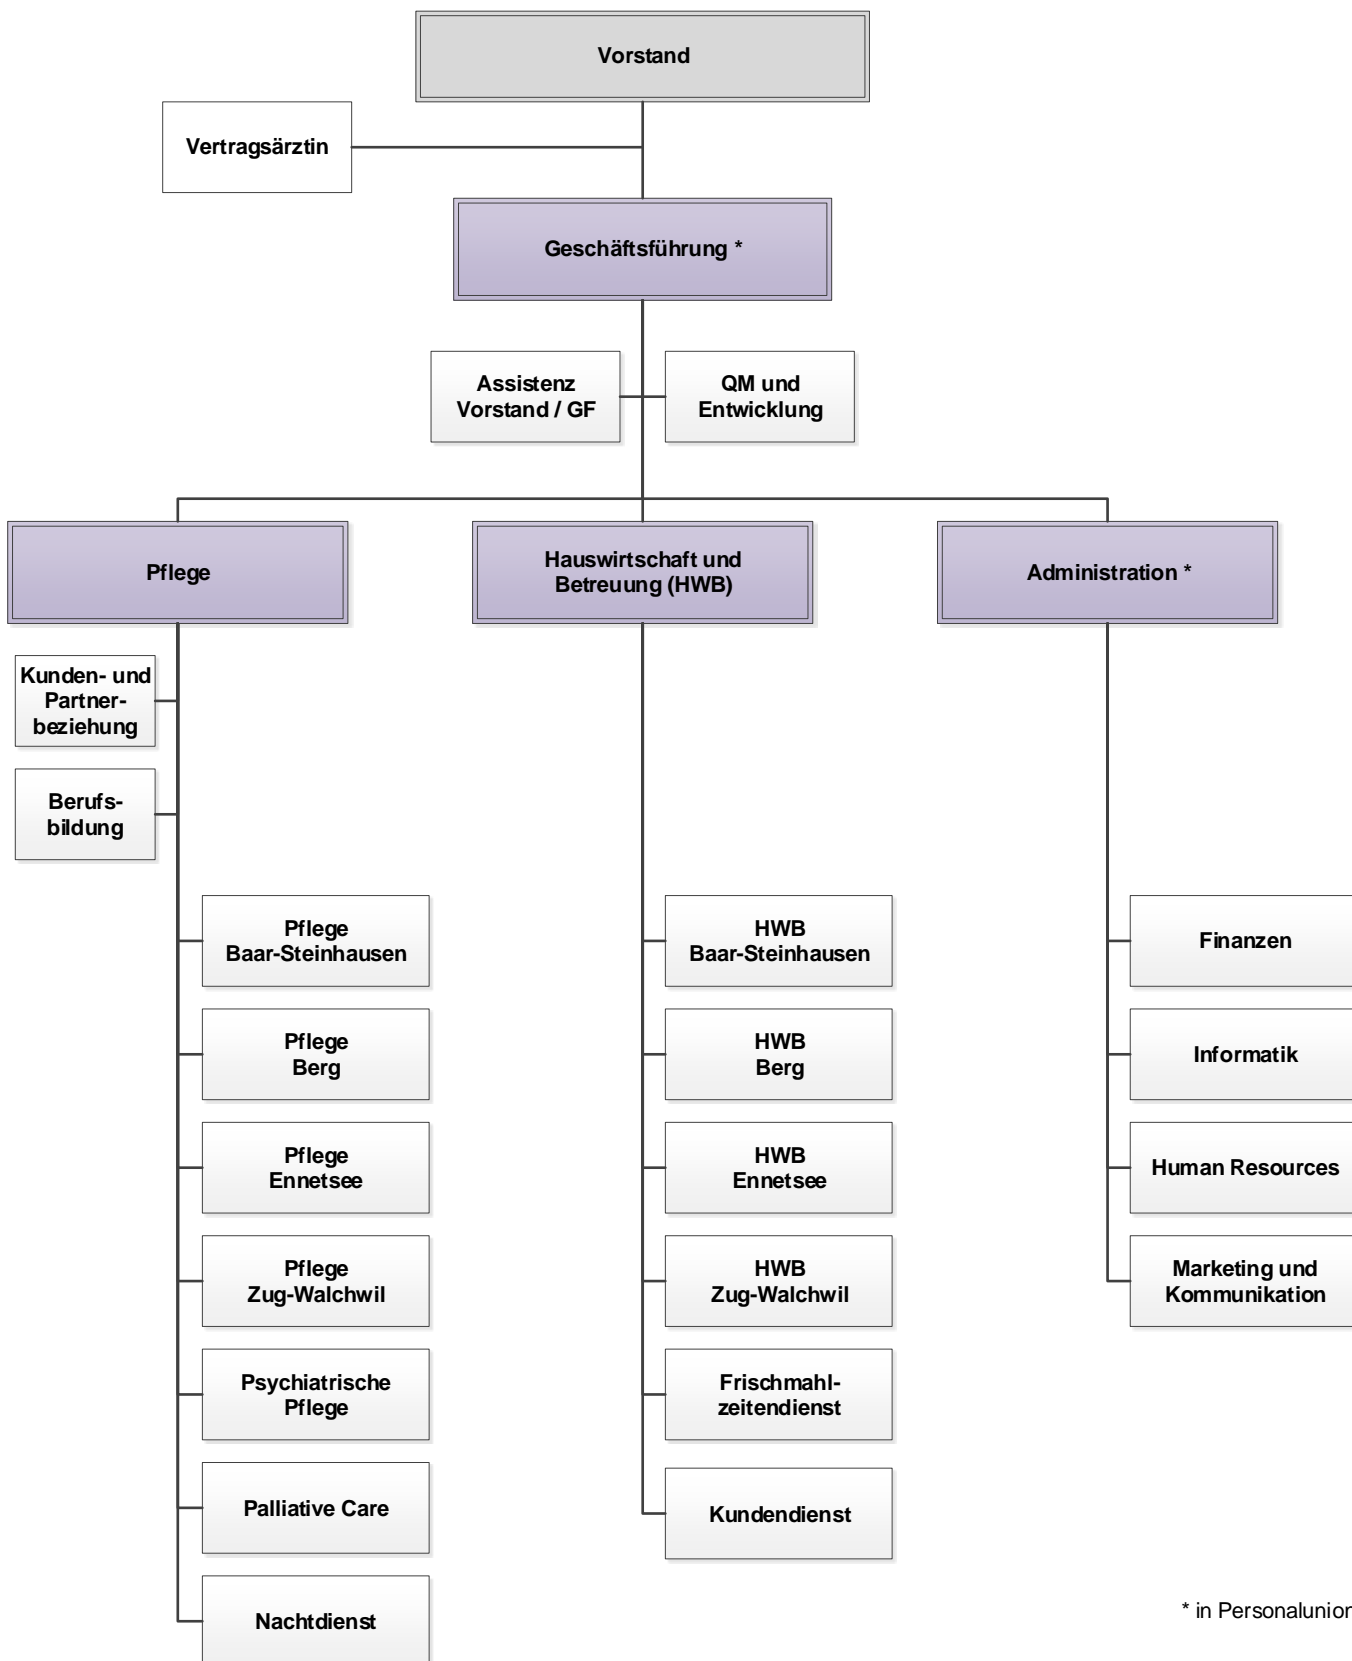 Vorstand
Vertragsärztin
Geschäftsführung *
Assistenz
Vorstand / GF
QM und
Entwicklung
Pflege
Hauswirtschaft und
Betreuung (HWB)
Administration *
Kunden- und
Partner-
beziehung
Berufs-
bildung
Pflege
Baar-Steinhausen
Pflege
Berg
Pflege
Ennetsee
Pflege
Zug-Walchwil
Psychiatrische
Pflege
Palliative Care
Nachtdienst
HWB
Baar-Steinhausen
HWB
Berg
HWB
Ennetsee
HWB
Zug-Walchwil
Frischmahl-
zeitendienst
Kundendienst
Finanzen
Informatik
Human Resources
Marketing und
Kommunikation
* in Personalunion